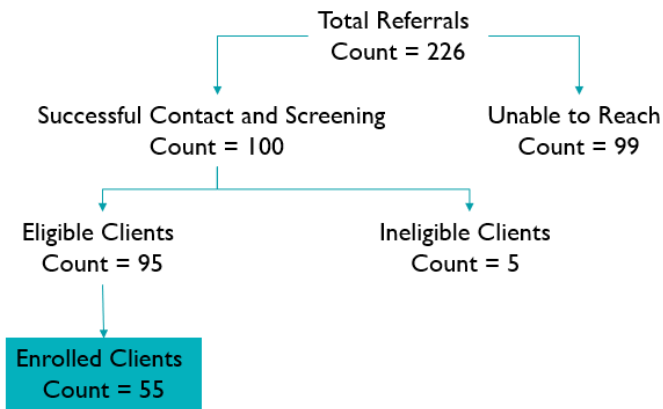 Total Referrals
Count = 226
Successful Contact and Screening
Count = 100
Unable to Reach
Count = 99
Eligible Clients
Count = 95
Ineligible Clients
Count = 5
Enrolled Clients
Count = 55